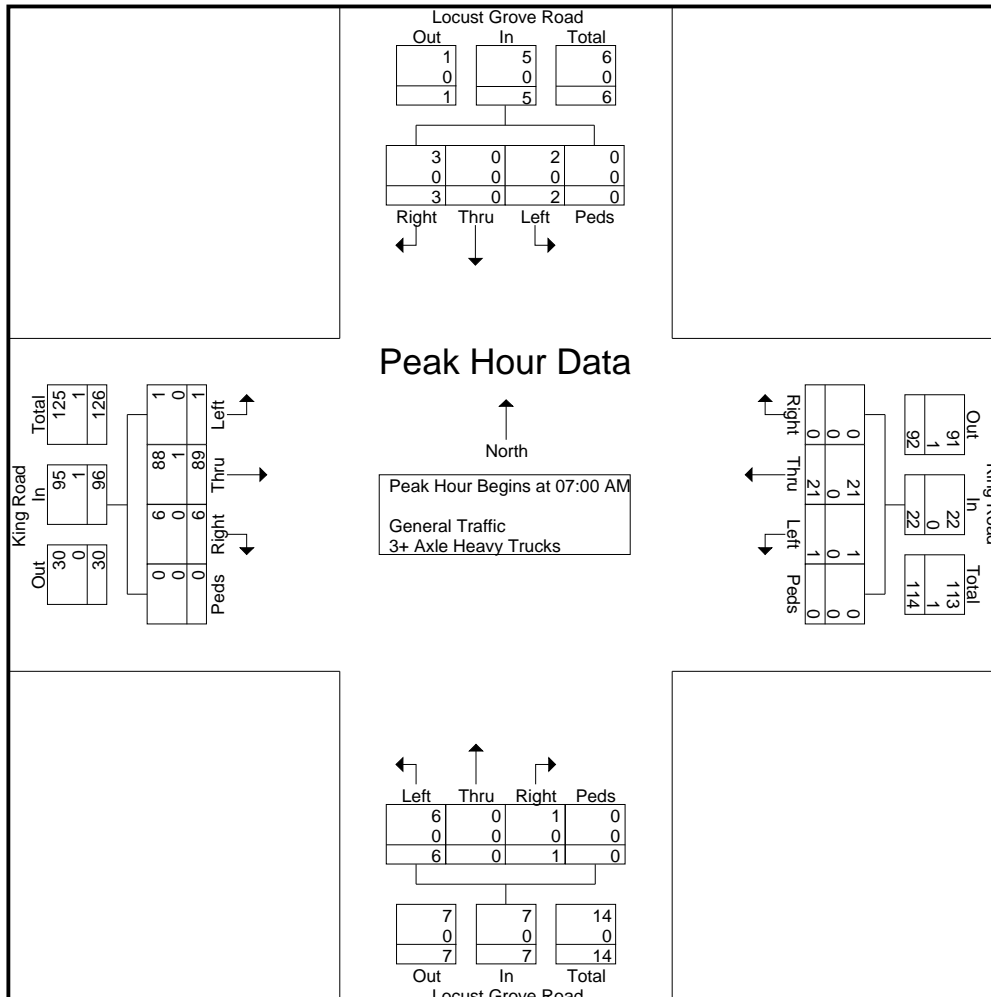 Locust Grove Road
Out In Total
1 5 6
0 0 0
1 5 6
3 0 2 0
0 0 0 0
3 0 2 0
Right Thru Left Peds
Peak Hour Data
North
Peak Hour Begins at 07:00 AM
General Traffic
3+ Axle Heavy Trucks
King Road
Out In Total
30 95 125
0 1 1
30 96 126
Left Thru Right Peds
1 89 6 0
0 1 0 0
1 88 6 0
Right Thru Left Peds
0 21 1 0
0 0 0 0
0 21 1 0
Out In Total
91 22 113
1 0 1
92 22 114
King Road
Left Thru Right Peds
6 0 1 0
0 0 0 0
6 0 1 0
7 7 14
0 0 0
7 7 14
Out In Total
Locust Grove Road